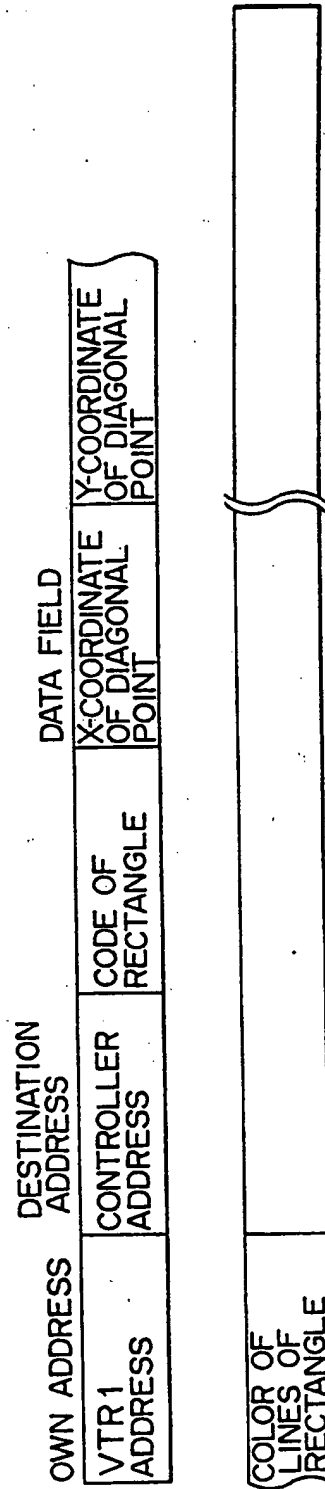 OWN ADDRESS
DESTINATION
ADDRESS
DATA FIELD
VTR1
ADDRESS
CONTROLLER
ADDRESS
CODE OF
RECTANGLE
X-COORDINATE
OF DIAGONAL
POINT
Y-COORDINATE
OF DIAGONAL
POINT
COLOR OF
LINES OF
RECTANGLE